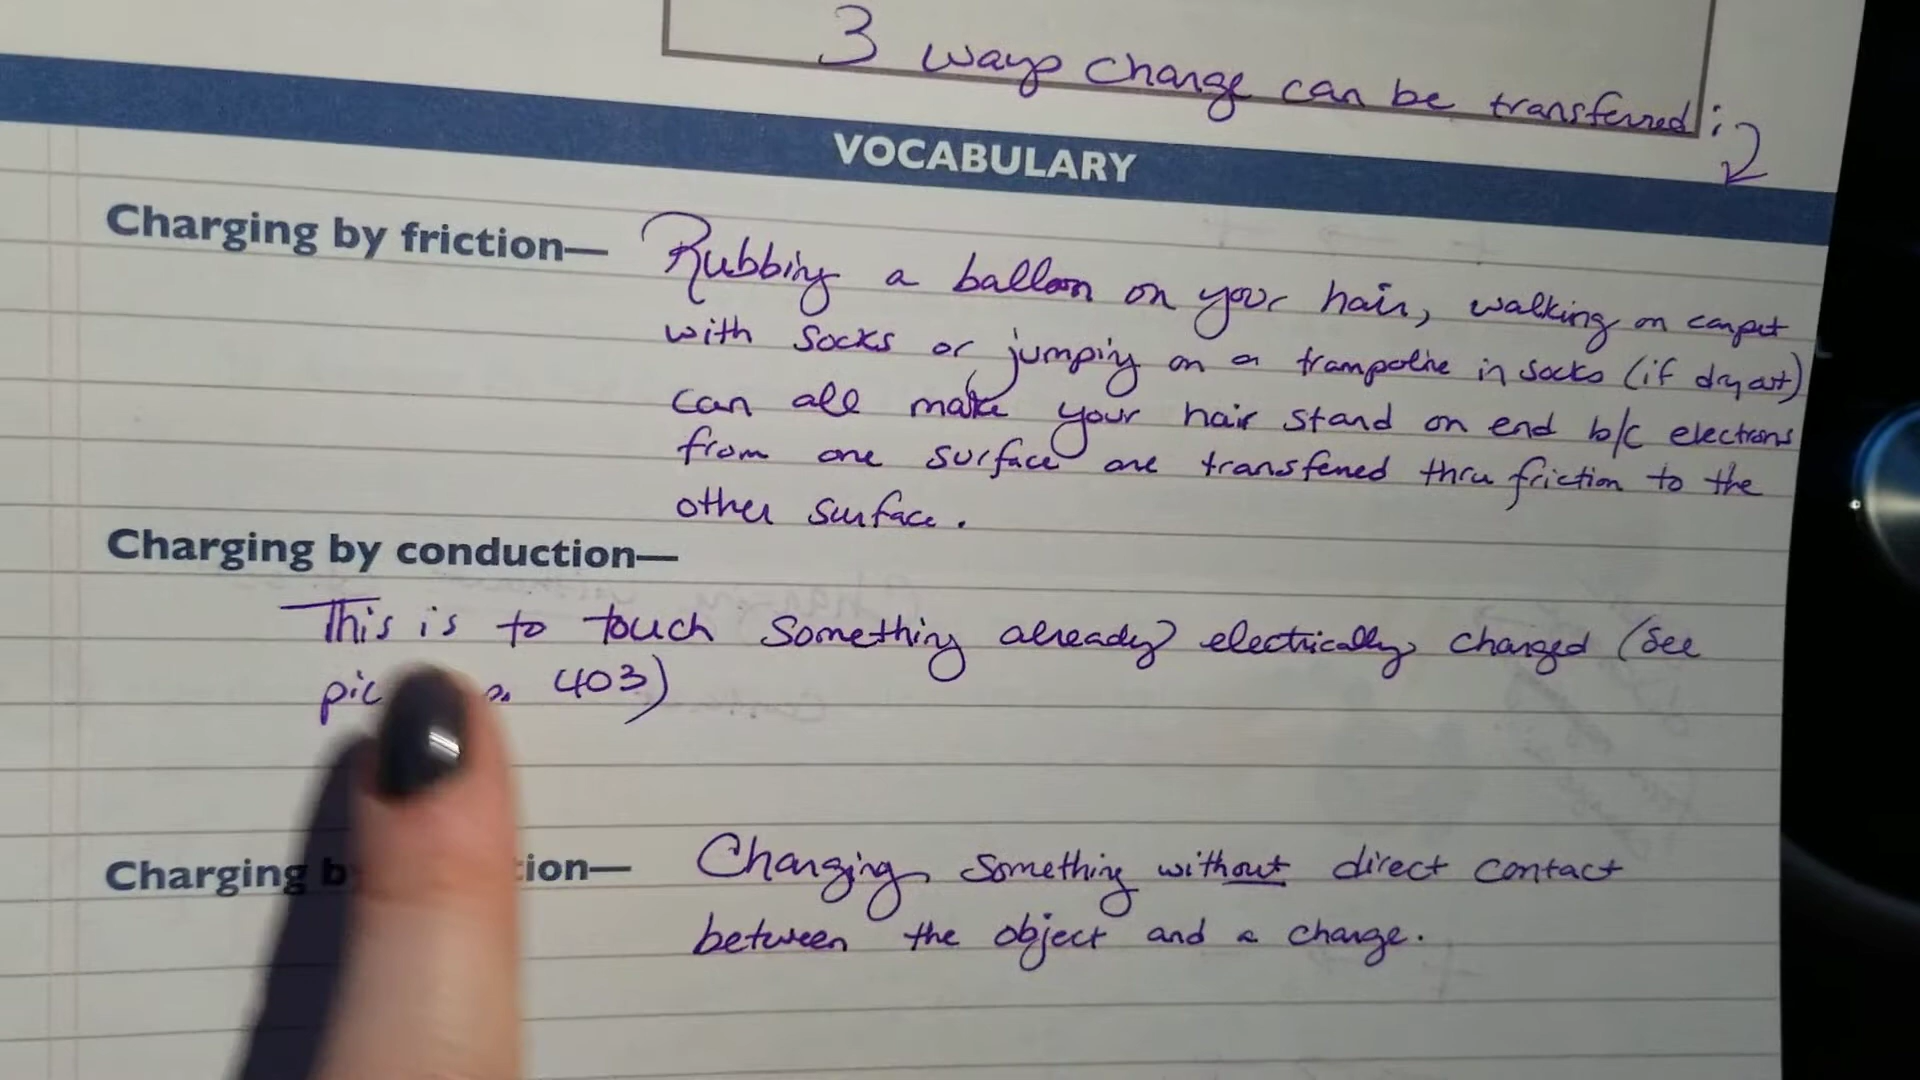 3 ways charge can be transferred:
VOCABULARY
Charging by friction— Rubbing a balloon on your hair, walking on carpet
with socks or jumping on a trampoline in socks (if dry out)
can all make your hair stand on end b/c electrons
from one surface are transferred thru friction to the
other surface.
Charging by conduction—
This is to touch something already electrically charged (see
pic 403)
Charging b ion— Charging something without direct contact
between the object and a charge.